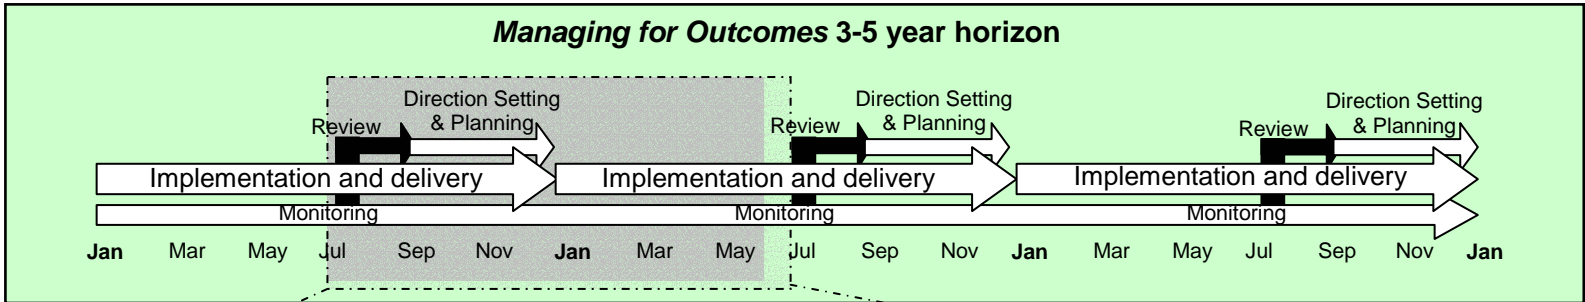 Managing for Outcomes 3-5 year horizon
Direction Setting
& Planning
Review
Direction Setting
& Planning
Review
Direction Setting
& Planning
Review
Implementation and delivery
Implementation and delivery
Implementation and delivery
Monitoring
Monitoring
Monitoring
Jan Mar May Jul Sep Nov Jan Mar May Jul Sep Nov Jan Mar May Jul Sep Nov Jan